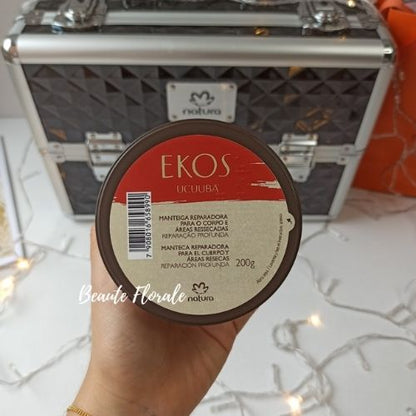 natura
EKOS
UCUUBA
MANTEIGA REPARADORA
PARA O CORPO E
ÁREAS RESSECADAS
REPARAÇÃO PROFUNDA
MANTECA REPARADORA
PARA EL CUERPO Y
ÁREAS RESECAS
REPARACIÓN PROFUNDA
200g
natura
Beaute Florale